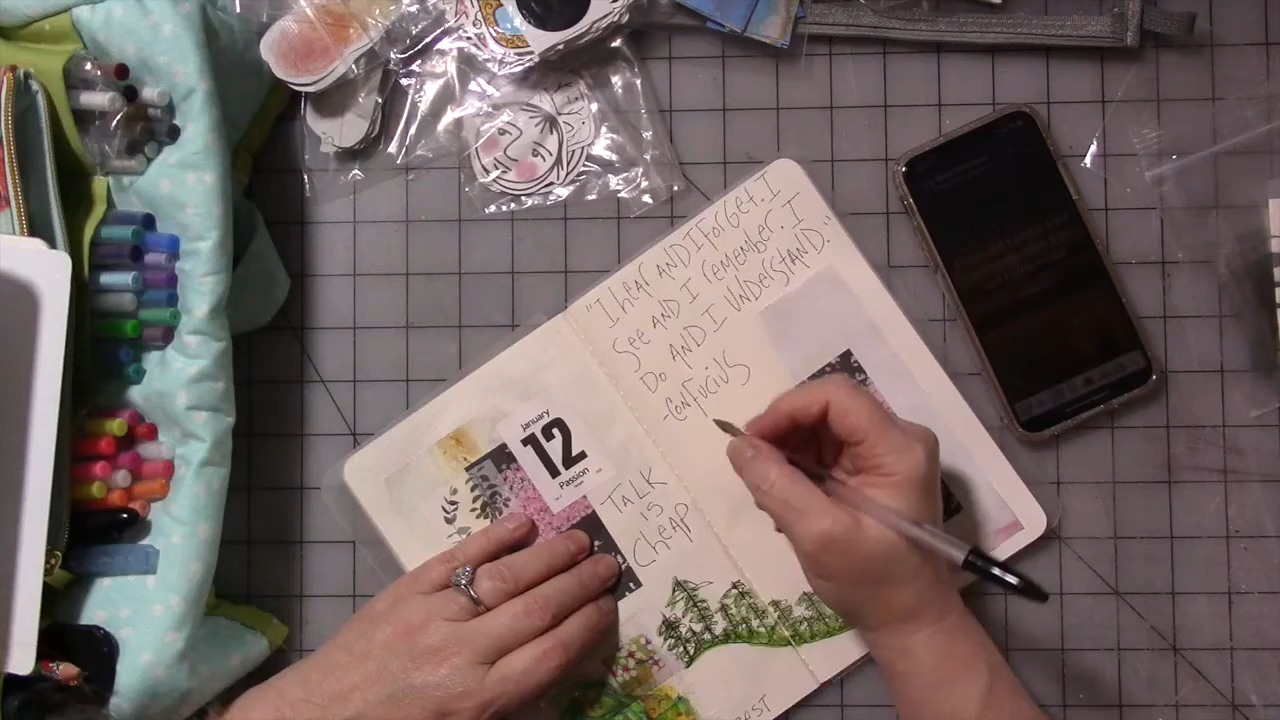 January
12
Passion
TALK
is
cheap
"I hear AND I forget. I
see AND I remember. I
Do AND I UNDERSTAND."
-CONFUCIUS